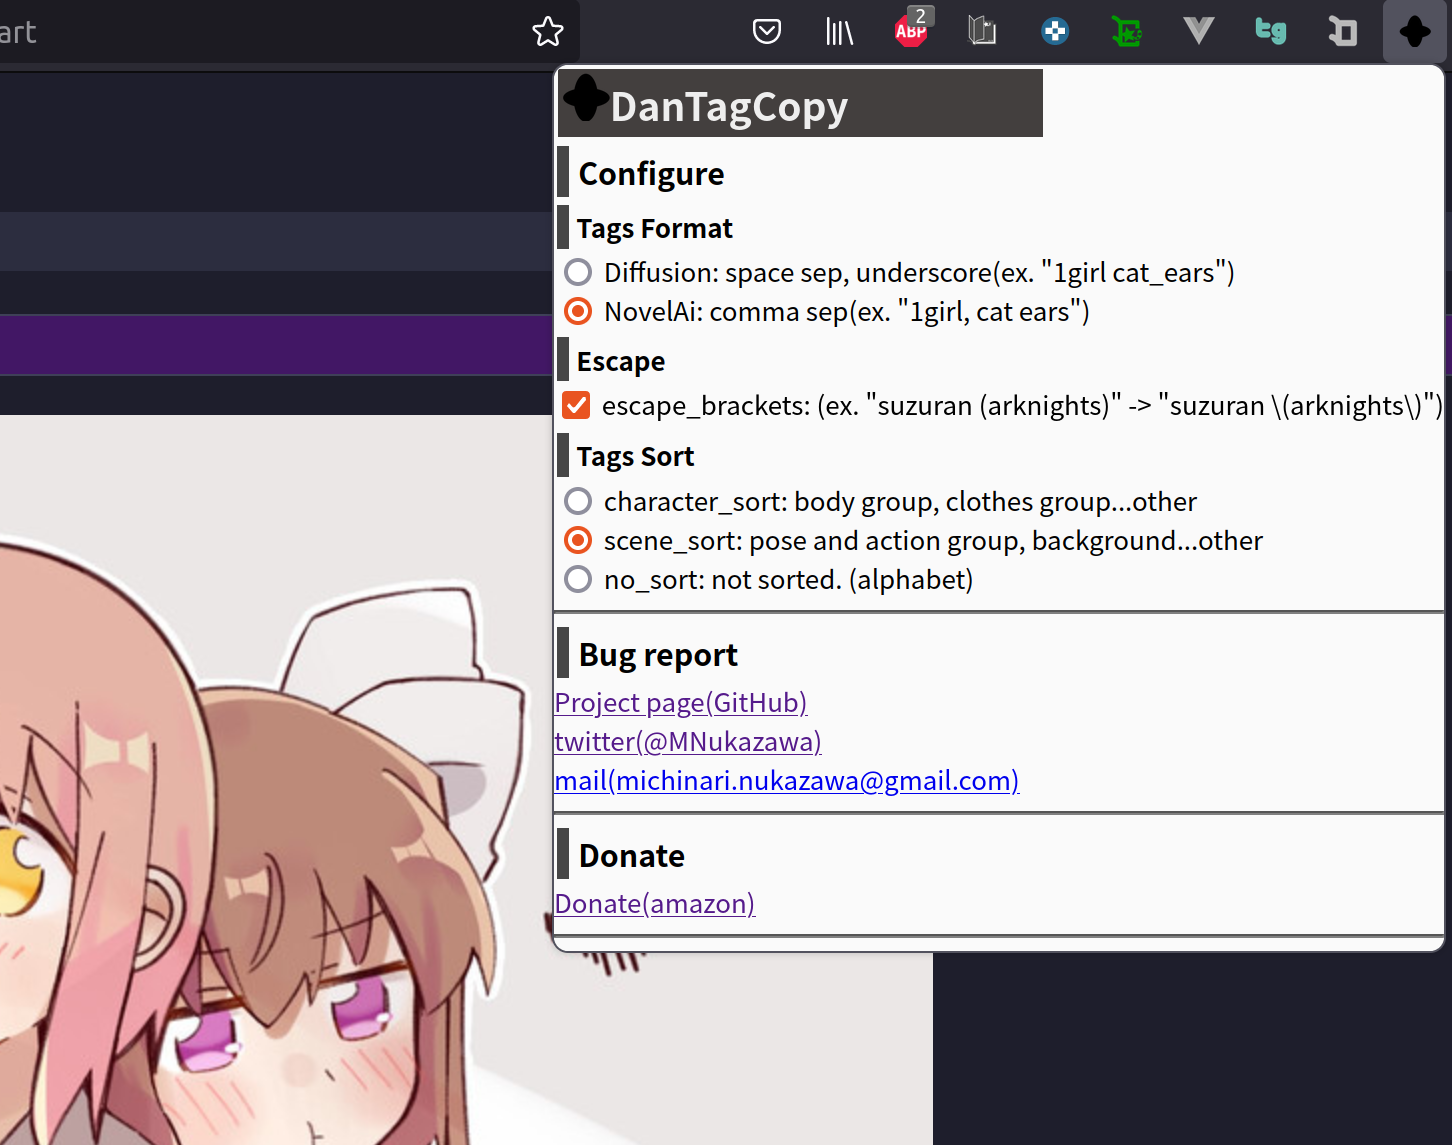 art
2
ABP
tg
DanTagCopy
Configure
Tags Format
Diffusion: space sep, underscore(ex. "1girl cat_ears")
NovelAi: comma sep(ex. "1girl, cat ears")
Escape
escape_brackets: (ex. "suzuran (arknights)" -> "suzuran \(arknights\)")
Tags Sort
character_sort: body group, clothes group...other
scene_sort: pose and action group, background...other
no_sort: not sorted. (alphabet)
Bug report
Project page(GitHub)
twitter(@MNukazawa)
mail(michinari.nukazawa@gmail.com)
Donate
Donate(amazon)